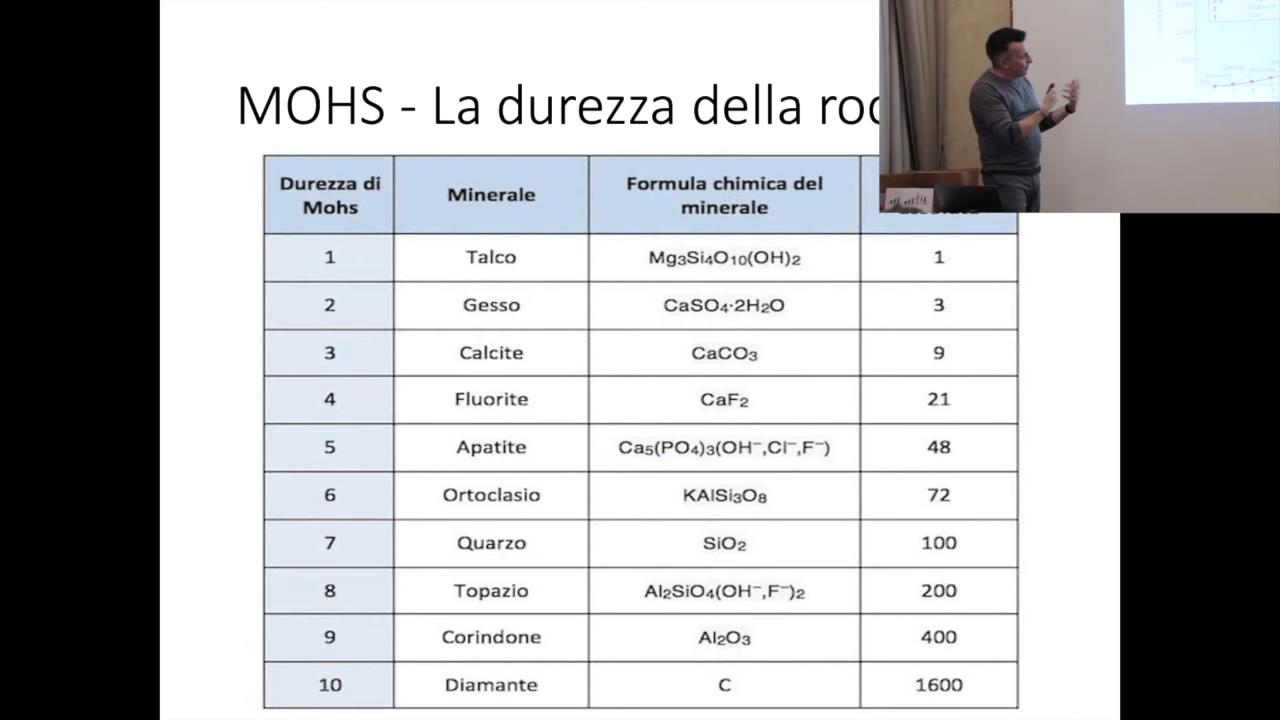 MOHS - La durezza della
Durezza di Mohs | Minerale | Formula chimica del minerale
1 | Talco | Mg₃Si₄O₁₀(OH)₂ | 1
2 | Gesso | CaSO₄·2H₂O | 3
3 | Calcite | CaCO₃ | 9
4 | Fluorite | CaF₂ | 21
5 | Apatite | Ca₅(PO₄)₃(OH⁻,Cl⁻,F⁻) | 48
6 | Ortoclasio | KAlSi₃O₈ | 72
7 | Quarzo | SiO₂ | 100
8 | Topazio | Al₂SiO₄(OH⁻,F⁻)₂ | 200
9 | Corindone | Al₂O₃ | 400
10 | Diamante | C | 1600